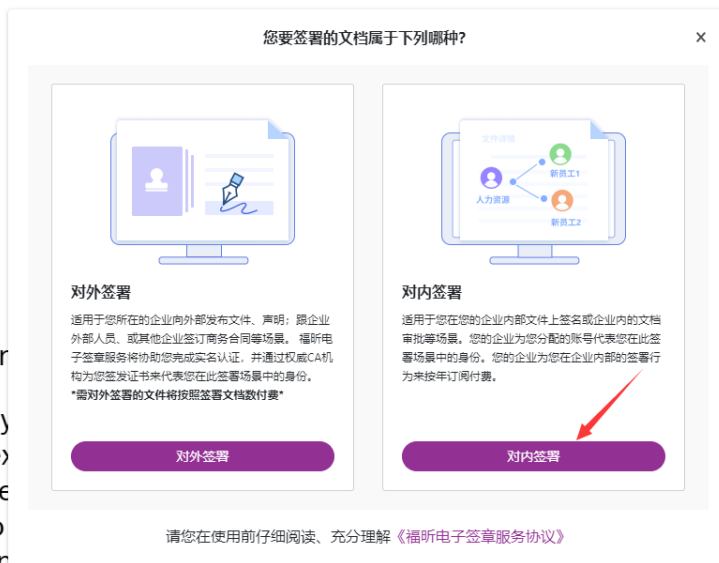 您要签署的文档属于下列哪种?
×
文件详情
人力资源
新员工1
新员工2
对外签署
适用于您所在的企业向外部发布文件、声明；跟企业
外部人员、或其他企业签订商务合同等场景。 福昕电
子签章服务将协助您完成实名认证，并通过权威CA机
构为您签发证书来代表您在此签署场景中的身份。
*需对外签署的文件将按照签署文档数付费*
对外签署
对内签署
适用于您在您的企业内部文件上签名或企业内的文档
审批等场景。您的企业为您分配的账号代表您在此签
署场景中的身份。您的企业为您在企业内部的签署行
为来按年订阅付费。
对内签署
请您在使用前仔细阅读、充分理解《福昕电子签章服务协议》